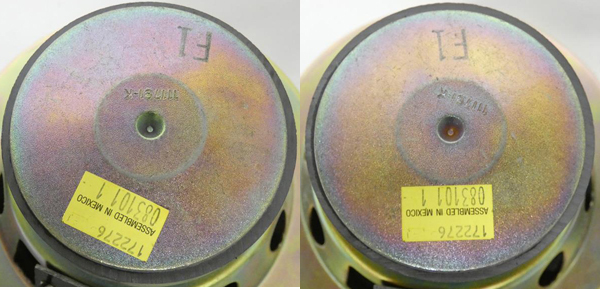 F1
172276
ASSEMBLED IN MEXICO
083101 1
F1
172276
ASSEMBLED IN MEXICO
083101 1